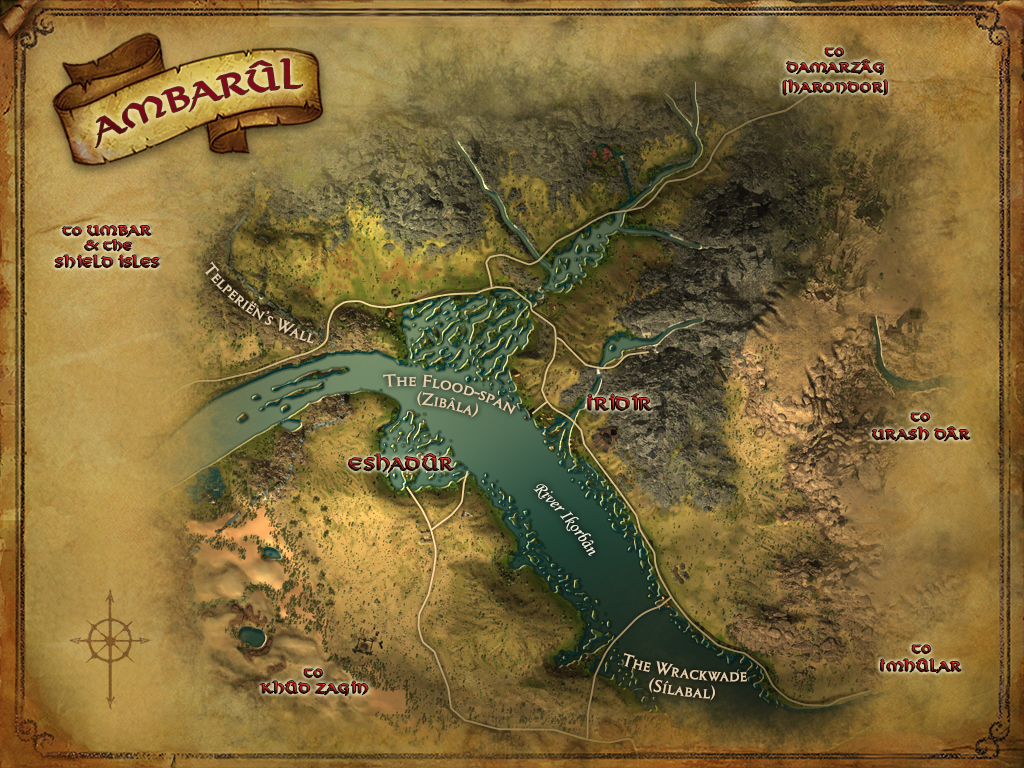 AMBARÛL
to
Damarzâg
(Harondor)
to Umbar
& the
Shield Isles
Telperiën's Wall
The Flood-span
(Zibâla)
Iridír
to
Urash Dâr
Eshadûr
River Ikorbân
The Wrackwade
(Sílabal)
to
Imhûlar
to
Khûd Zagin